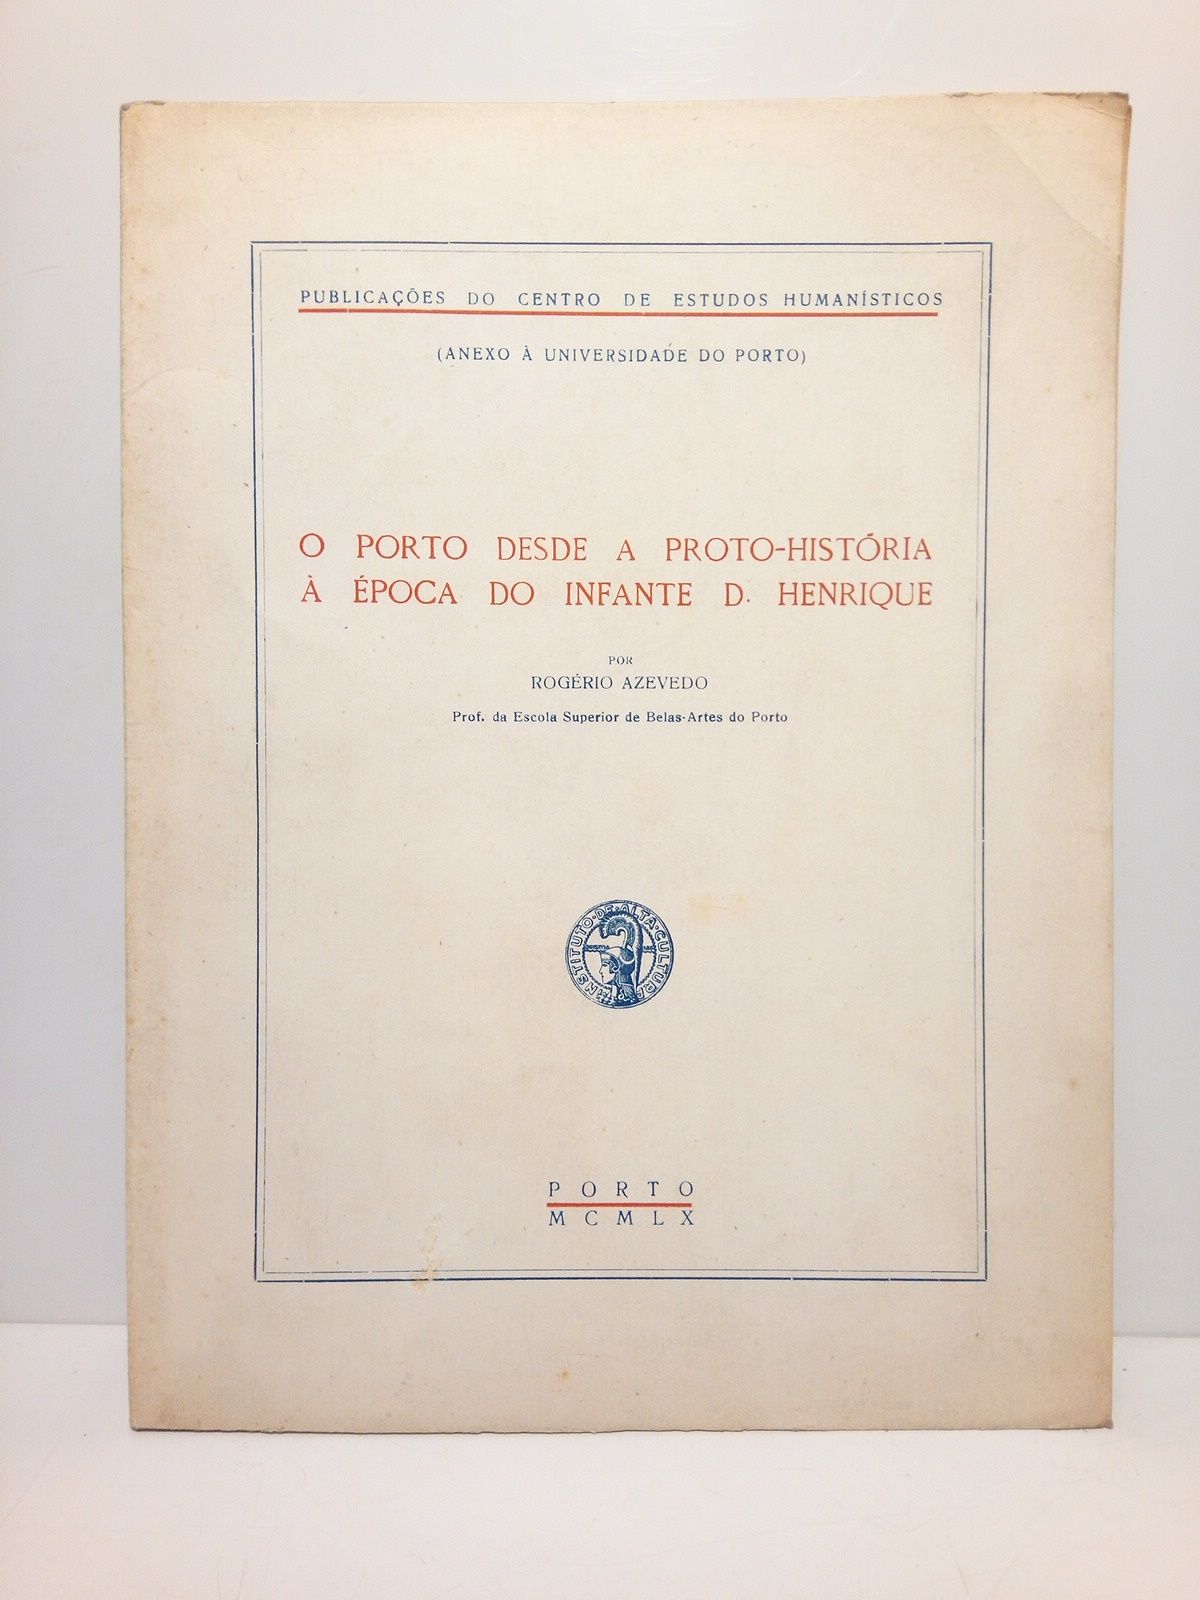 PUBLICAÇÕES DO CENTRO DE ESTUDOS HUMANÍSTICOS
(ANEXO À UNIVERSIDADE DO PORTO)
O PORTO DESDE A PROTO-HISTÓRIA
À ÉPOCA DO INFANTE D. HENRIQUE
POR
ROGÉRIO AZEVEDO
Prof. da Escola Superior de Belas-Artes do Porto
INSTITUTO·DE·ALTA·CULTURA
PORTO
MCMLX